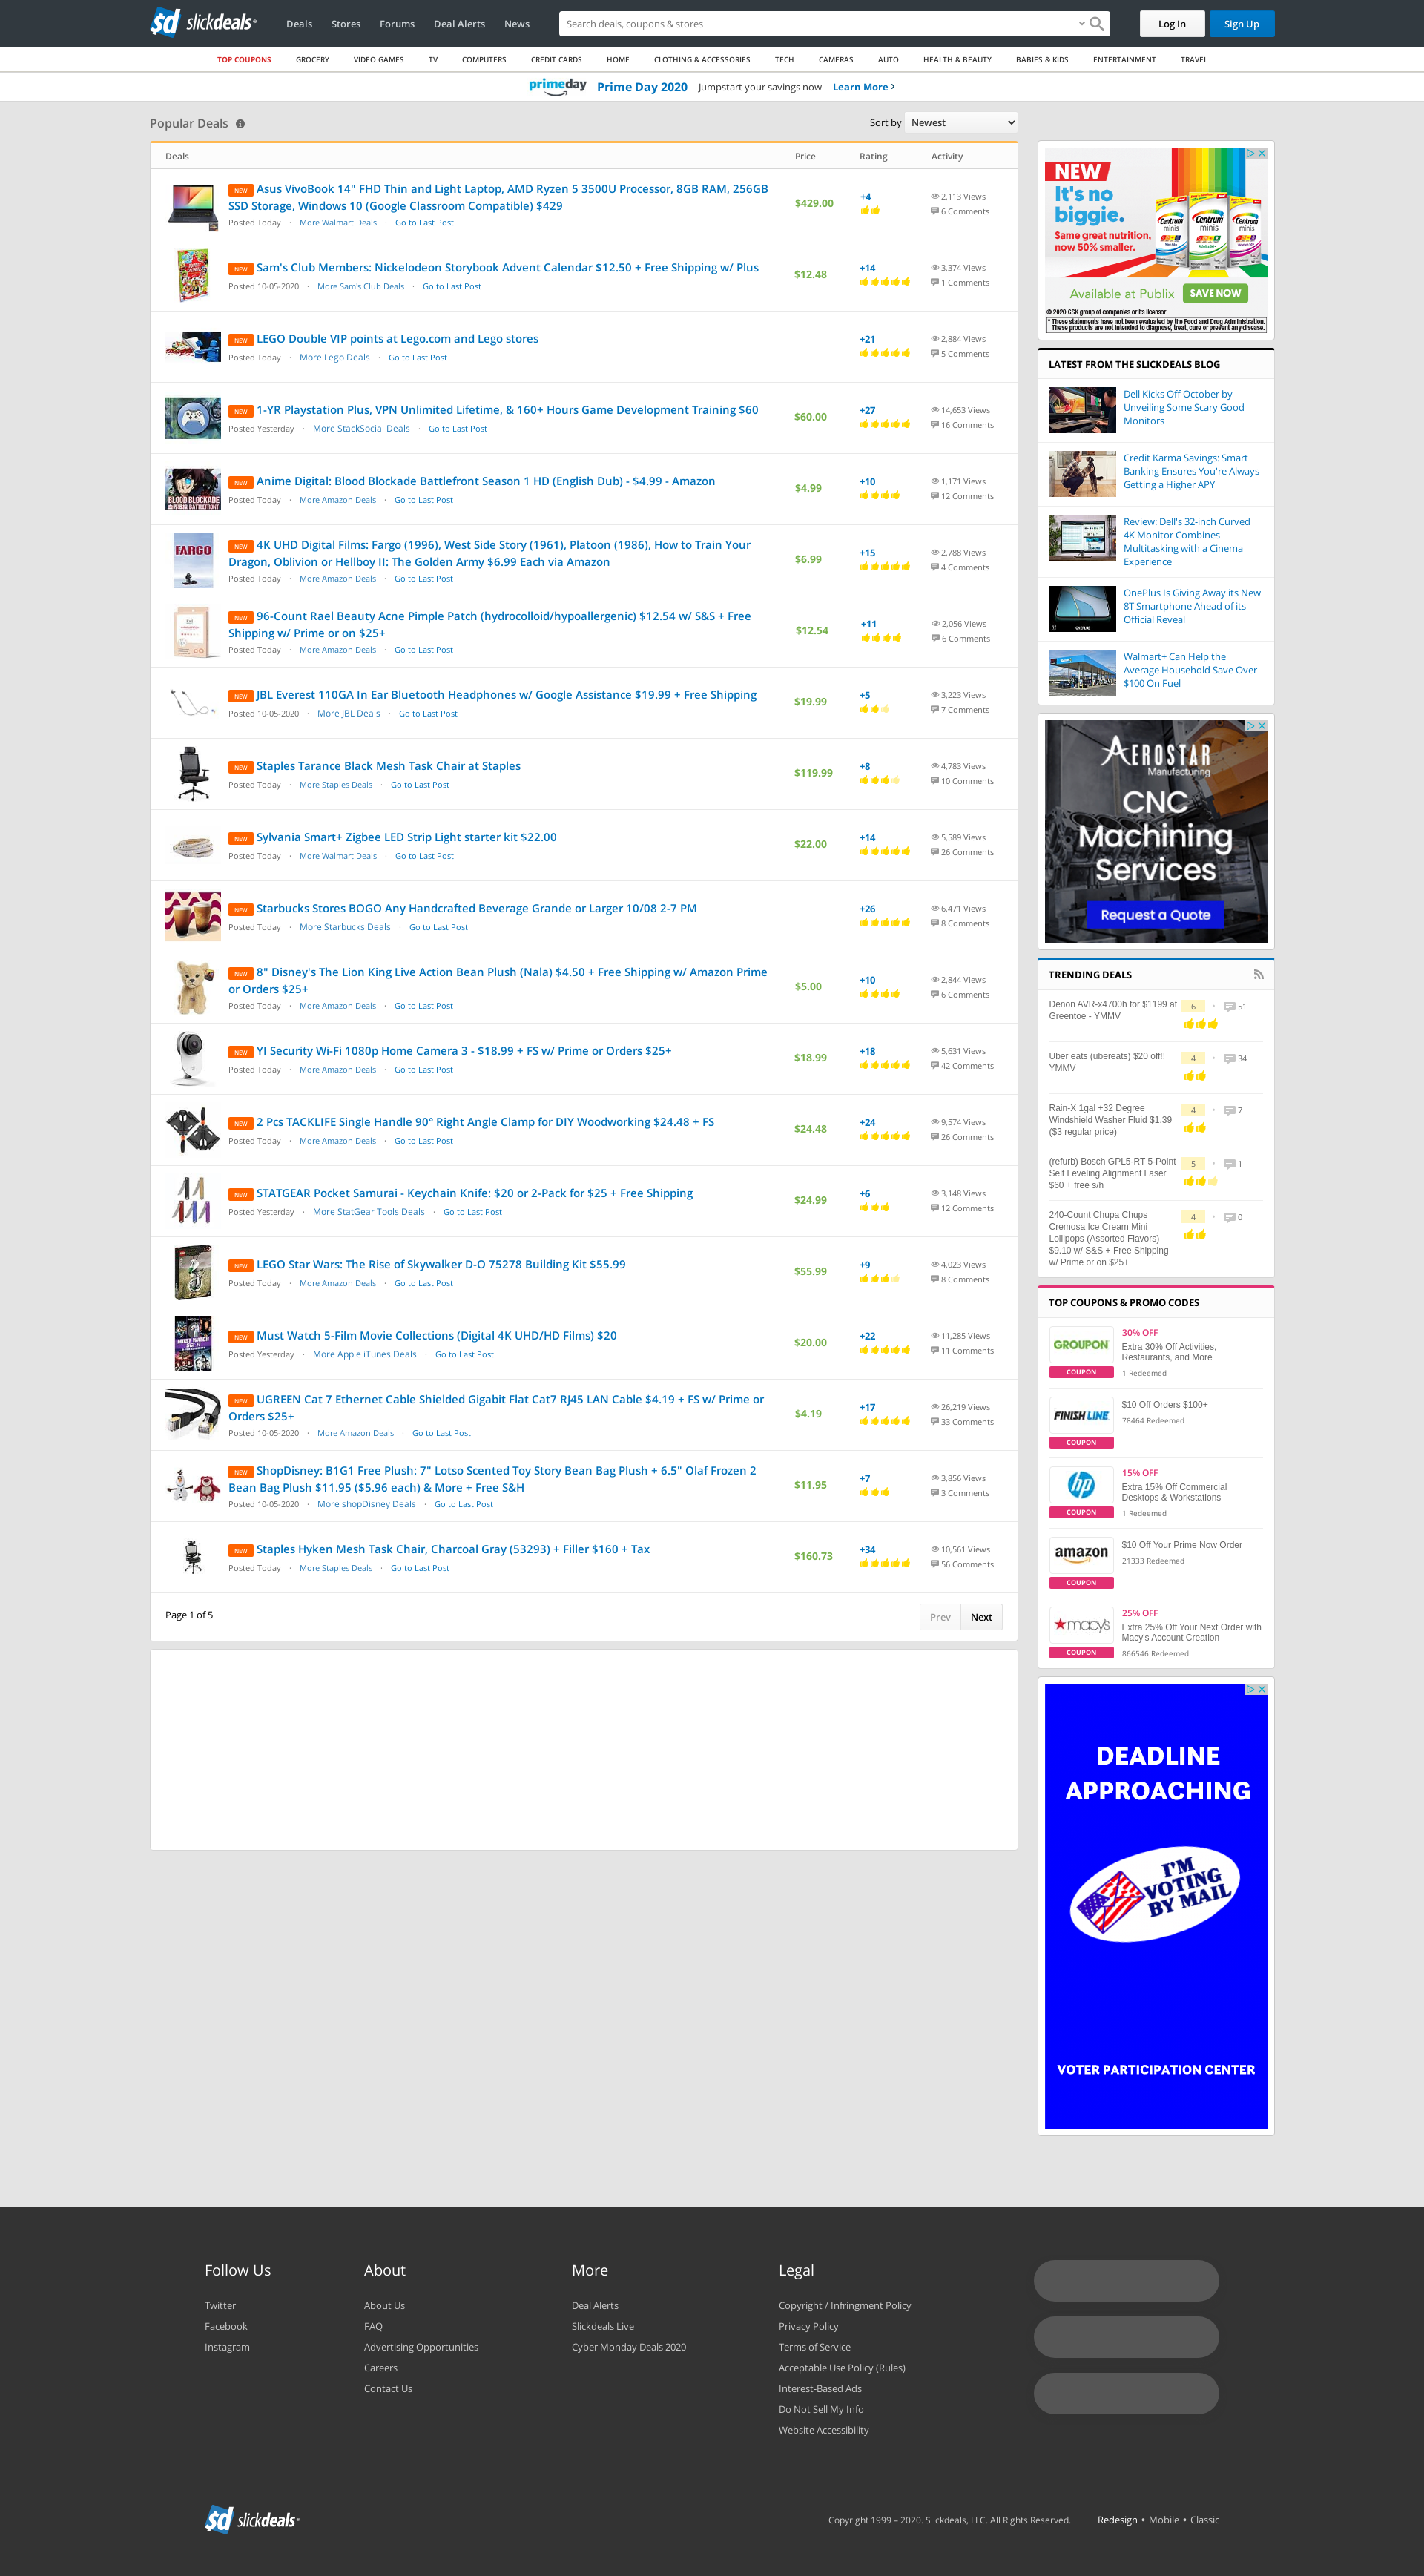 slickdeals
Deals Stores Forums Deal Alerts News
Search deals, coupons & stores
Log In Sign Up
TOP COUPONS GROCERY VIDEO GAMES TV COMPUTERS CREDIT CARDS HOME CLOTHING & ACCESSORIES TECH CAMERAS AUTO HEALTH & BEAUTY BABIES & KIDS ENTERTAINMENT TRAVEL
primeday Prime Day 2020 Jumpstart your savings now Learn More
Popular Deals
Sort by Newest
Deals Price Rating Activity
NEW Asus VivoBook 14" FHD Thin and Light Laptop, AMD Ryzen 5 3500U Processor, 8GB RAM, 256GB
SSD Storage, Windows 10 (Google Classroom Compatible) $429
Posted Today · More Walmart Deals · Go to Last Post
$429.00
+4
2,113 Views
6 Comments
NEW Sam's Club Members: Nickelodeon Storybook Advent Calendar $12.50 + Free Shipping w/ Plus
Posted 10-05-2020 · More Sam's Club Deals · Go to Last Post
$12.48
+14
3,374 Views
1 Comments
NEW LEGO Double VIP points at Lego.com and Lego stores
Posted Today · More Lego Deals · Go to Last Post
+21
2,884 Views
5 Comments
NEW 1-YR Playstation Plus, VPN Unlimited Lifetime, & 160+ Hours Game Development Training $60
Posted Yesterday · More StackSocial Deals · Go to Last Post
$60.00
+27
14,653 Views
16 Comments
BLOOD BLOCKADE
BATTLEFRONT
NEW Anime Digital: Blood Blockade Battlefront Season 1 HD (English Dub) - $4.99 - Amazon
Posted Today · More Amazon Deals · Go to Last Post
$4.99
+10
1,171 Views
12 Comments
FARGO
NEW 4K UHD Digital Films: Fargo (1996), West Side Story (1961), Platoon (1986), How to Train Your
Dragon, Oblivion or Hellboy II: The Golden Army $6.99 Each via Amazon
Posted Today · More Amazon Deals · Go to Last Post
$6.99
+15
2,788 Views
4 Comments
NEW 96-Count Rael Beauty Acne Pimple Patch (hydrocolloid/hypoallergenic) $12.54 w/ S&S + Free
Shipping w/ Prime or on $25+
Posted Today · More Amazon Deals · Go to Last Post
$12.54
+11
2,056 Views
6 Comments
NEW JBL Everest 110GA In Ear Bluetooth Headphones w/ Google Assistance $19.99 + Free Shipping
Posted 10-05-2020 · More JBL Deals · Go to Last Post
$19.99
+5
3,223 Views
7 Comments
NEW Staples Tarance Black Mesh Task Chair at Staples
Posted Today · More Staples Deals · Go to Last Post
$119.99
+8
4,783 Views
10 Comments
NEW Sylvania Smart+ Zigbee LED Strip Light starter kit $22.00
Posted Today · More Walmart Deals · Go to Last Post
$22.00
+14
5,589 Views
26 Comments
NEW Starbucks Stores BOGO Any Handcrafted Beverage Grande or Larger 10/08 2-7 PM
Posted Today · More Starbucks Deals · Go to Last Post
+26
6,471 Views
8 Comments
NEW 8" Disney's The Lion King Live Action Bean Plush (Nala) $4.50 + Free Shipping w/ Amazon Prime
or Orders $25+
Posted Today · More Amazon Deals · Go to Last Post
$5.00
+10
2,844 Views
6 Comments
NEW YI Security Wi-Fi 1080p Home Camera 3 - $18.99 + FS w/ Prime or Orders $25+
Posted Today · More Amazon Deals · Go to Last Post
$18.99
+18
5,631 Views
42 Comments
NEW 2 Pcs TACKLIFE Single Handle 90° Right Angle Clamp for DIY Woodworking $24.48 + FS
Posted Today · More Amazon Deals · Go to Last Post
$24.48
+24
9,574 Views
26 Comments
NEW STATGEAR Pocket Samurai - Keychain Knife: $20 or 2-Pack for $25 + Free Shipping
Posted Yesterday · More StatGear Tools Deals · Go to Last Post
$24.99
+6
3,148 Views
12 Comments
NEW LEGO Star Wars: The Rise of Skywalker D-O 75278 Building Kit $55.99
Posted Today · More Amazon Deals · Go to Last Post
$55.99
+9
4,023 Views
8 Comments
NEW Must Watch 5-Film Movie Collections (Digital 4K UHD/HD Films) $20
Posted Yesterday · More Apple iTunes Deals · Go to Last Post
$20.00
+22
11,285 Views
11 Comments
NEW UGREEN Cat 7 Ethernet Cable Shielded Gigabit Flat Cat7 RJ45 LAN Cable $4.19 + FS w/ Prime or
Orders $25+
Posted 10-05-2020 · More Amazon Deals · Go to Last Post
$4.19
+17
26,219 Views
33 Comments
NEW ShopDisney: B1G1 Free Plush: 7" Lotso Scented Toy Story Bean Bag Plush + 6.5" Olaf Frozen 2
Bean Bag Plush $11.95 ($5.96 each) & More + Free S&H
Posted 10-05-2020 · More shopDisney Deals · Go to Last Post
$11.95
+7
3,856 Views
3 Comments
NEW Staples Hyken Mesh Task Chair, Charcoal Gray (53293) + Filler $160 + Tax
Posted Today · More Staples Deals · Go to Last Post
$160.73
+34
10,561 Views
56 Comments
Page 1 of 5
Prev Next
NEW
It's no
biggie.
Same great nutrition,
now 50% smaller.
Centrum minis
Centrum minis
Centrum minis
Available at Publix SAVE NOW
© 2020 GSK group of companies or its licensor
* These statements have not been evaluated by the Food and Drug Administration.
These products are not intended to diagnose, treat, cure or prevent any disease.
LATEST FROM THE SLICKDEALS BLOG
Dell Kicks Off October by
Unveiling Some Scary Good
Monitors
Credit Karma Savings: Smart
Banking Ensures You're Always
Getting a Higher APY
Review: Dell's 32-inch Curved
4K Monitor Combines
Multitasking with a Cinema
Experience
OnePlus Is Giving Away its New
8T Smartphone Ahead of its
Official Reveal
Walmart+ Can Help the
Average Household Save Over
$100 On Fuel
AEROSTAR
Manufacturing
CNC
Machining
Services
Request a Quote
TRENDING DEALS
Denon AVR-x4700h for $1199 at
Greentoe - YMMV
6 • 51
Uber eats (ubereats) $20 off!!
YMMV
4 • 34
Rain-X 1gal +32 Degree
Windshield Washer Fluid $1.39
($3 regular price)
4 • 7
(refurb) Bosch GPL5-RT 5-Point
Self Leveling Alignment Laser
$60 + free s/h
5 • 1
240-Count Chupa Chups
Cremosa Ice Cream Mini
Lollipops (Assorted Flavors)
$9.10 w/ S&S + Free Shipping
w/ Prime or on $25+
4 • 0
TOP COUPONS & PROMO CODES
GROUPON
COUPON
30% OFF
Extra 30% Off Activities,
Restaurants, and More
1 Redeemed
FINISH LINE
COUPON
$10 Off Orders $100+
78464 Redeemed
hp
COUPON
15% OFF
Extra 15% Off Commercial
Desktops & Workstations
1 Redeemed
amazon
COUPON
$10 Off Your Prime Now Order
21333 Redeemed
macy's
COUPON
25% OFF
Extra 25% Off Your Next Order with
Macy's Account Creation
866546 Redeemed
DEADLINE
APPROACHING
I'M
VOTING
BY MAIL
VOTER PARTICIPATION CENTER
Follow Us
Twitter
Facebook
Instagram
About
About Us
FAQ
Advertising Opportunities
Careers
Contact Us
More
Deal Alerts
Slickdeals Live
Cyber Monday Deals 2020
Legal
Copyright / Infringment Policy
Privacy Policy
Terms of Service
Acceptable Use Policy (Rules)
Interest-Based Ads
Do Not Sell My Info
Website Accessibility
slickdeals
Copyright 1999 – 2020. Slickdeals, LLC. All Rights Reserved.
Redesign • Mobile • Classic